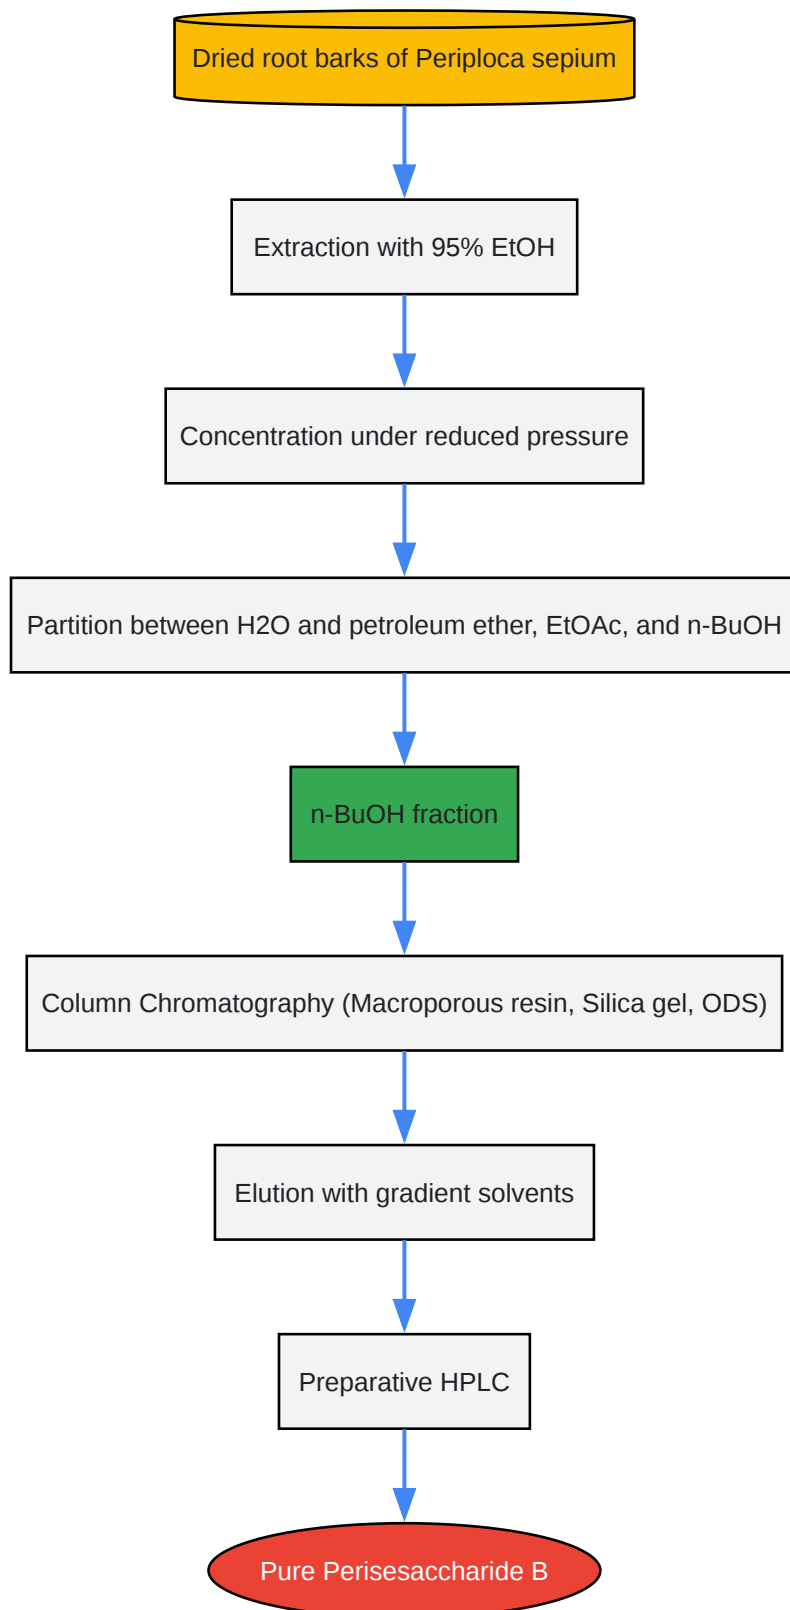 Dried root barks of Periploca sepium
Extraction with 95% EtOH
Concentration under reduced pressure
Partition between H2O and petroleum ether, EtOAc, and n-BuOH
n-BuOH fraction
Column Chromatography (Macroporous resin, Silica gel, ODS)
Elution with gradient solvents
Preparative HPLC
Pure Perisesaccharide B